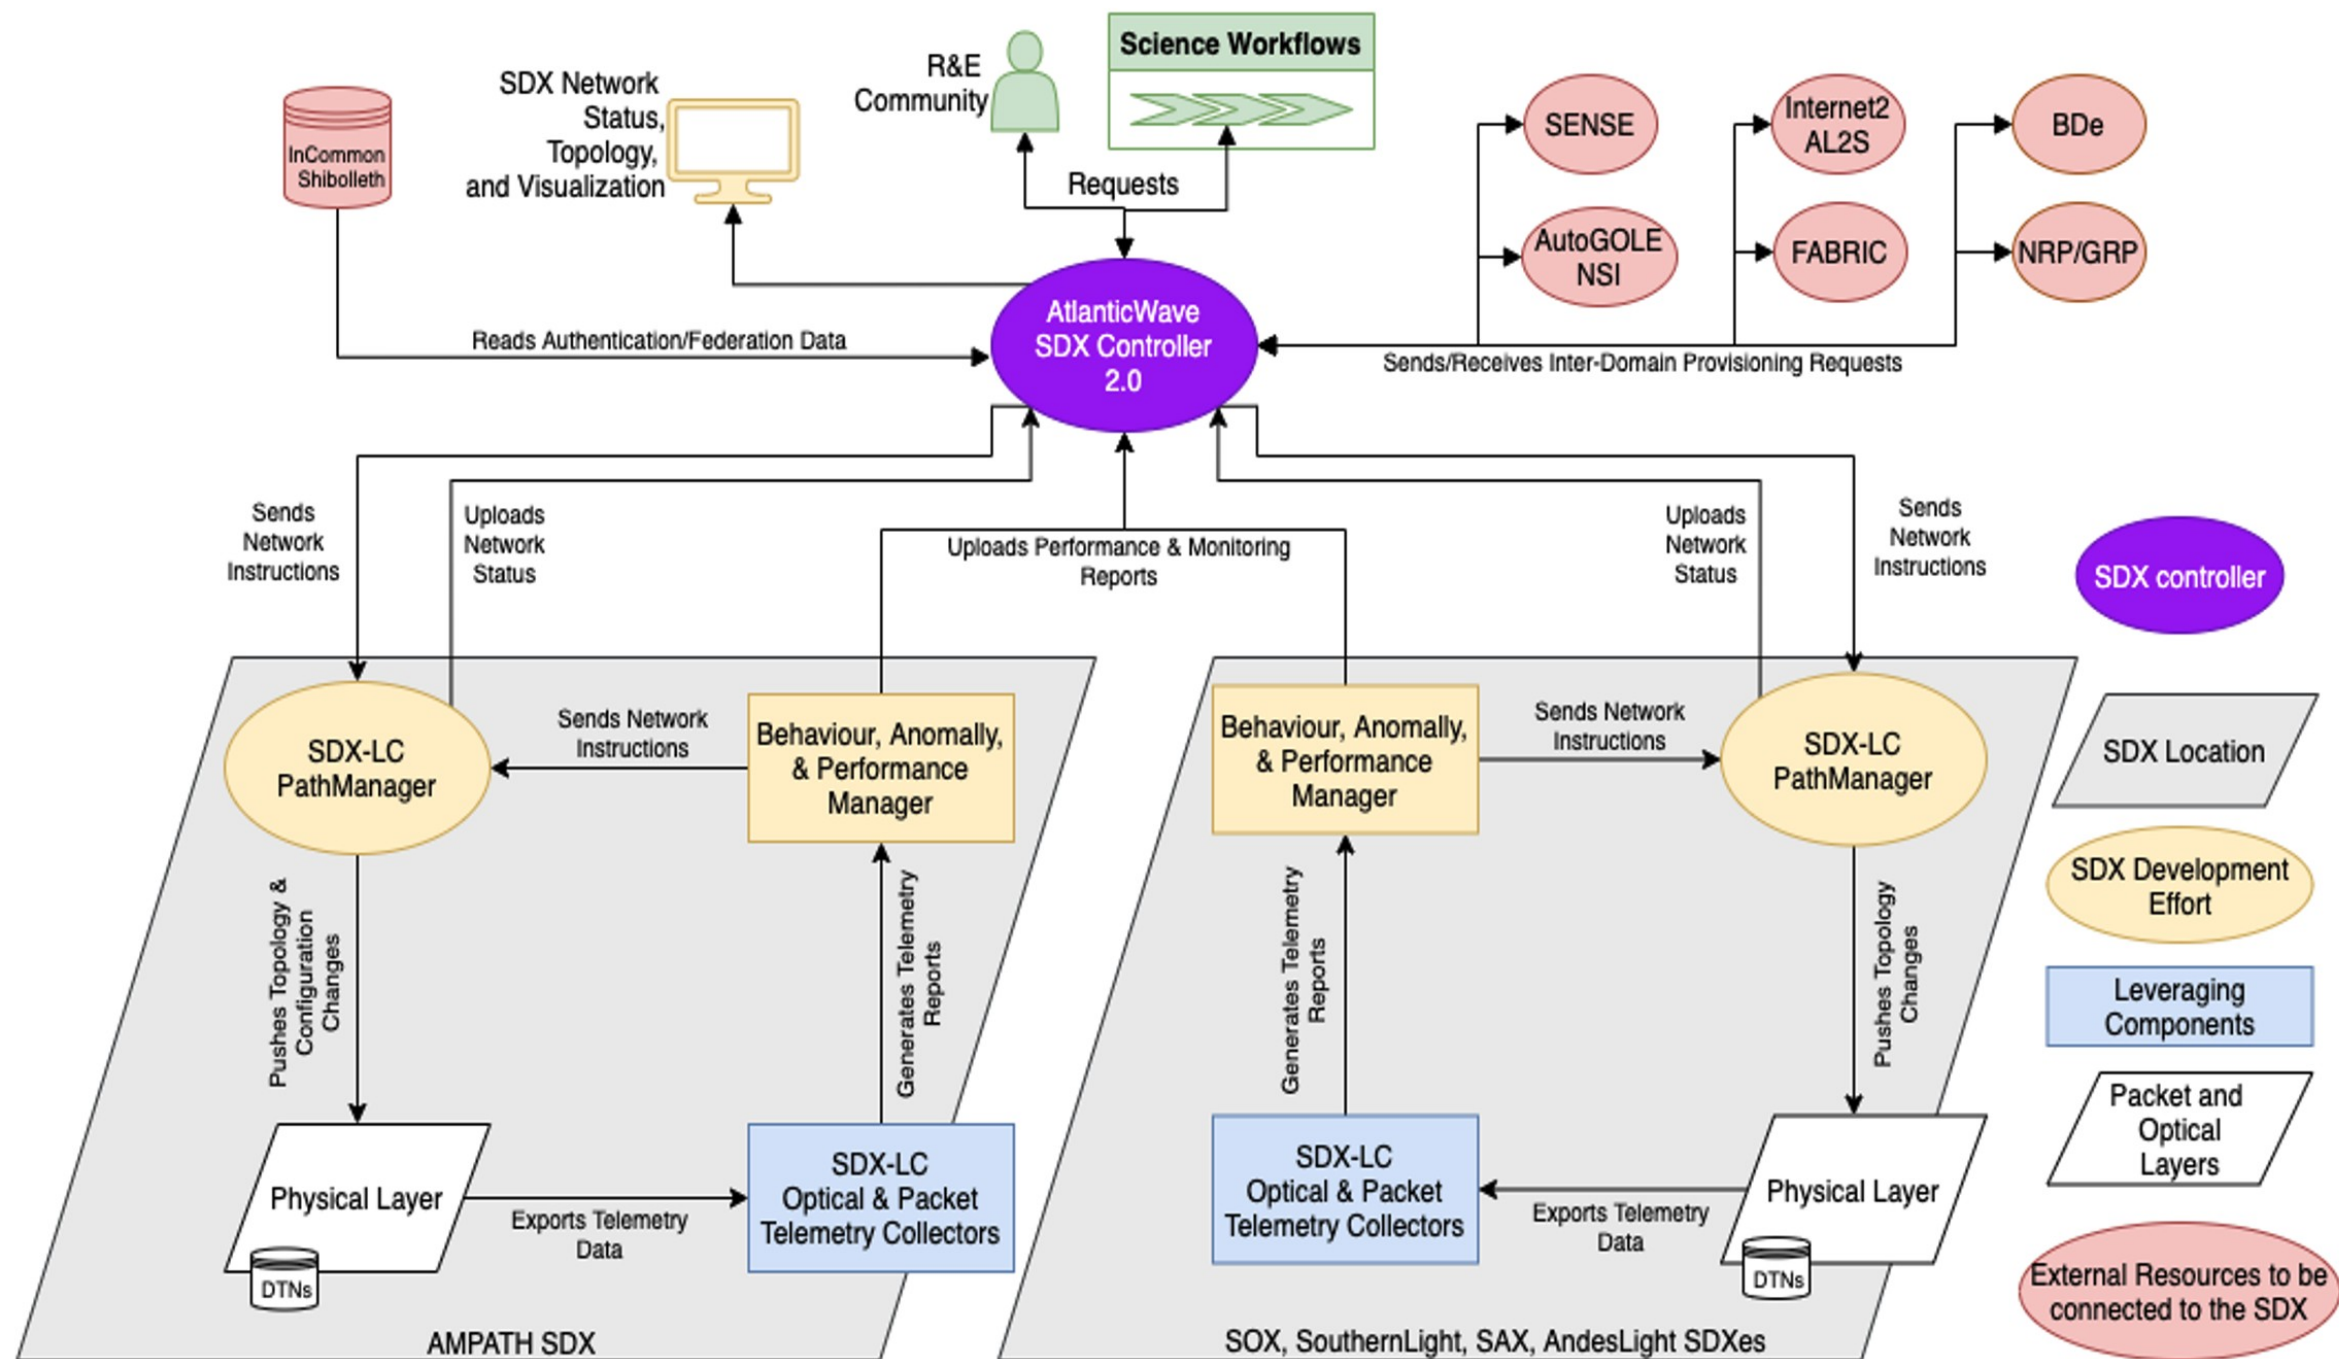 Science Workflows
R&E
Community
SDX Network
Status,
Topology,
and Visualization
InCommon
Shibolleth
Requests
SENSE
Internet2
AL2S
BDe
AutoGOLE
NSI
FABRIC
NRP/GRP
AtlanticWave
SDX Controller
2.0
Reads Authentication/Federation Data
Sends/Receives Inter-Domain Provisioning Requests
Sends
Network
Instructions
Uploads
Network
Status
Uploads Performance & Monitoring
Reports
Uploads
Network
Status
Sends
Network
Instructions
SDX controller
SDX-LC
PathManager
Sends Network
Instructions
Behaviour, Anomally,
& Performance
Manager
Behaviour, Anomally,
& Performance
Manager
Sends Network
Instructions
SDX-LC
PathManager
SDX Location
SDX Development
Effort
Pushes Topology &
Configuration
Changes
Generates Telemetry
Reports
Generates Telemetry
Reports
Pushes Topology
Changes
Leveraging
Components
Packet and
Optical
Layers
Physical Layer
DTNs
Exports Telemetry
Data
SDX-LC
Optical & Packet
Telemetry Collectors
SDX-LC
Optical & Packet
Telemetry Collectors
Exports Telemetry
Data
Physical Layer
DTNs
External Resources to be
connected to the SDX
AMPATH SDX
SOX, SouthernLight, SAX, AndesLight SDXes